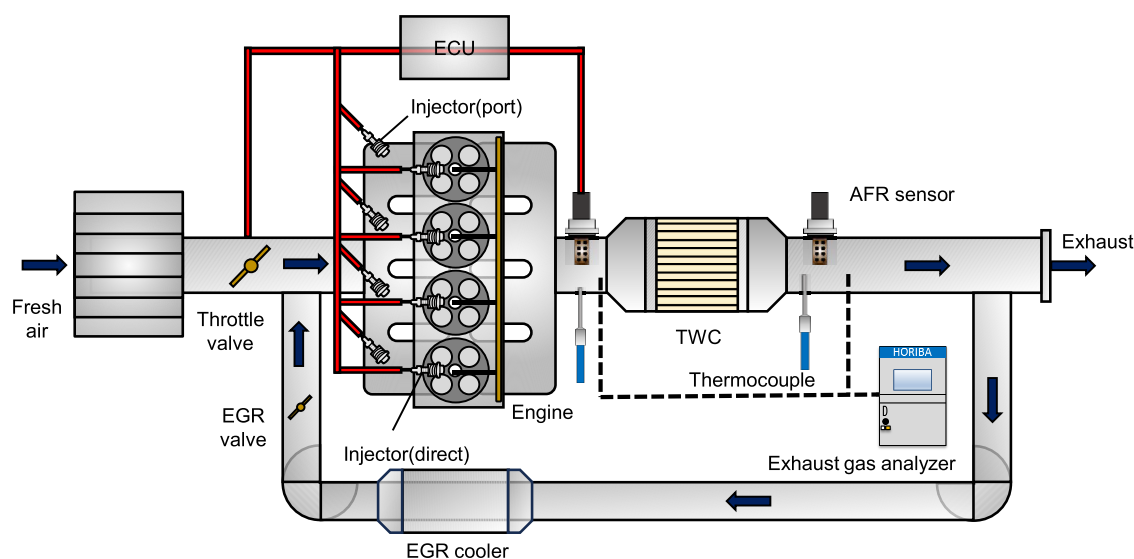 ECU
Injector(port)
AFR sensor
Exhaust
Fresh
air
Throttle
valve
TWC
HORIBA
Thermocouple
EGR
valve
Engine
D
Injector(direct)
Exhaust gas analyzer
EGR cooler